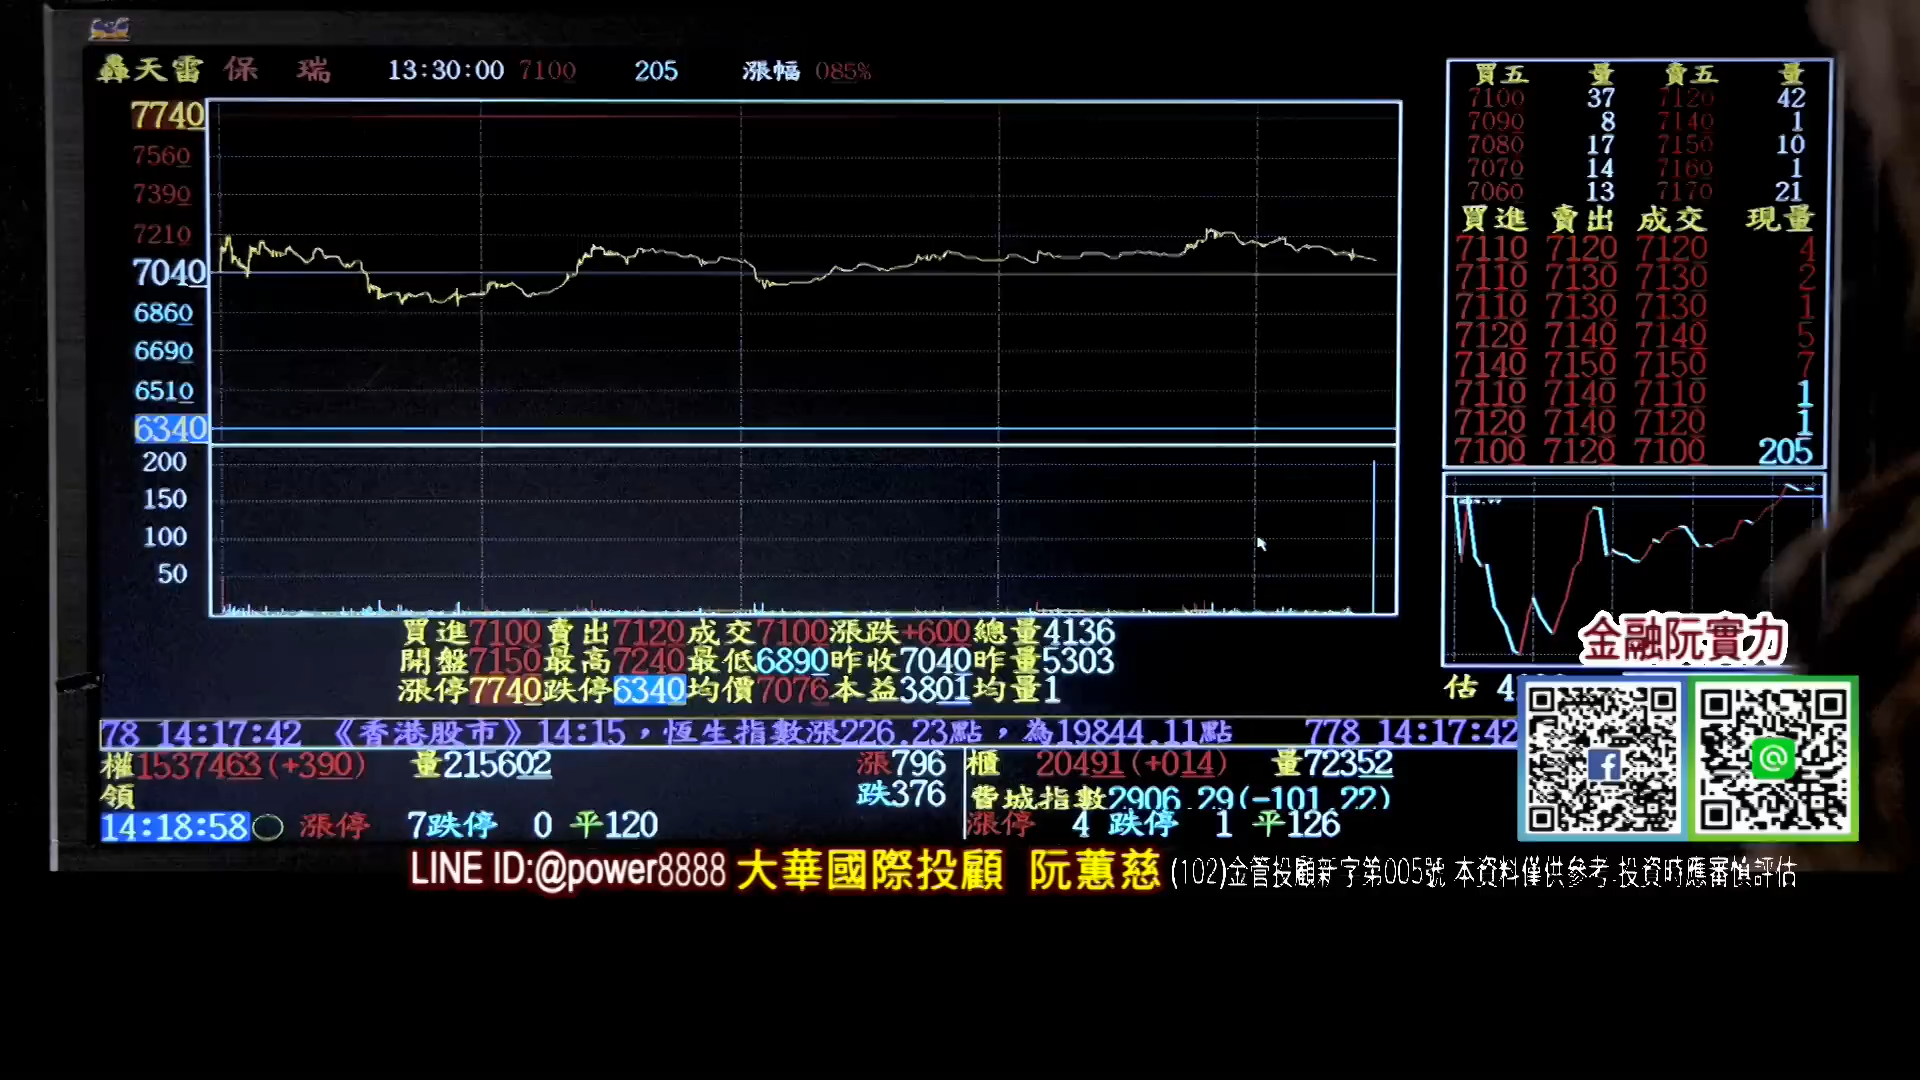 轟天雷 保 瑞 13:30:00 7100 205 漲幅 085%
7740
7560
7390
7210
7040
6860
6690
6510
6340
200
150
100
50
買五 量 賣五 量
7100 37 7120 42
7090 8 7140 1
7080 17 7150 10
7070 14 7160 1
7060 13 7170 21
買進 賣出 成交 現量
7110 7120 7120 4
7110 7130 7130 2
7110 7130 7130 1
7120 7140 7140 5
7140 7150 7150 7
7110 7140 7110 1
7120 7140 7120 1
7100 7120 7100 205
買進7100賣出7120成交7100漲跌+600總量4136
開盤7150最高7240最低6890昨收7040昨量5303
漲停7740跌停6340均價7076本益3801均量1
金融阮實力
估
78 14:17:42 《香港股市》14:15，恆生指數漲226.23點，為19844.11點 778 14:17:42
權1537463(+390) 量215602 漲796
領 跌376
14:18:58 漲停 7跌停 0 平120
櫃 20491(+014) 量72352
費城指數2906.29(-101.22)
漲停 4 跌停 1 平126
LINE ID:@power8888 大華國際投顧 阮蕙慈 (102)金管投顧新字第005號 本資料僅供參考.投資時應審慎評估